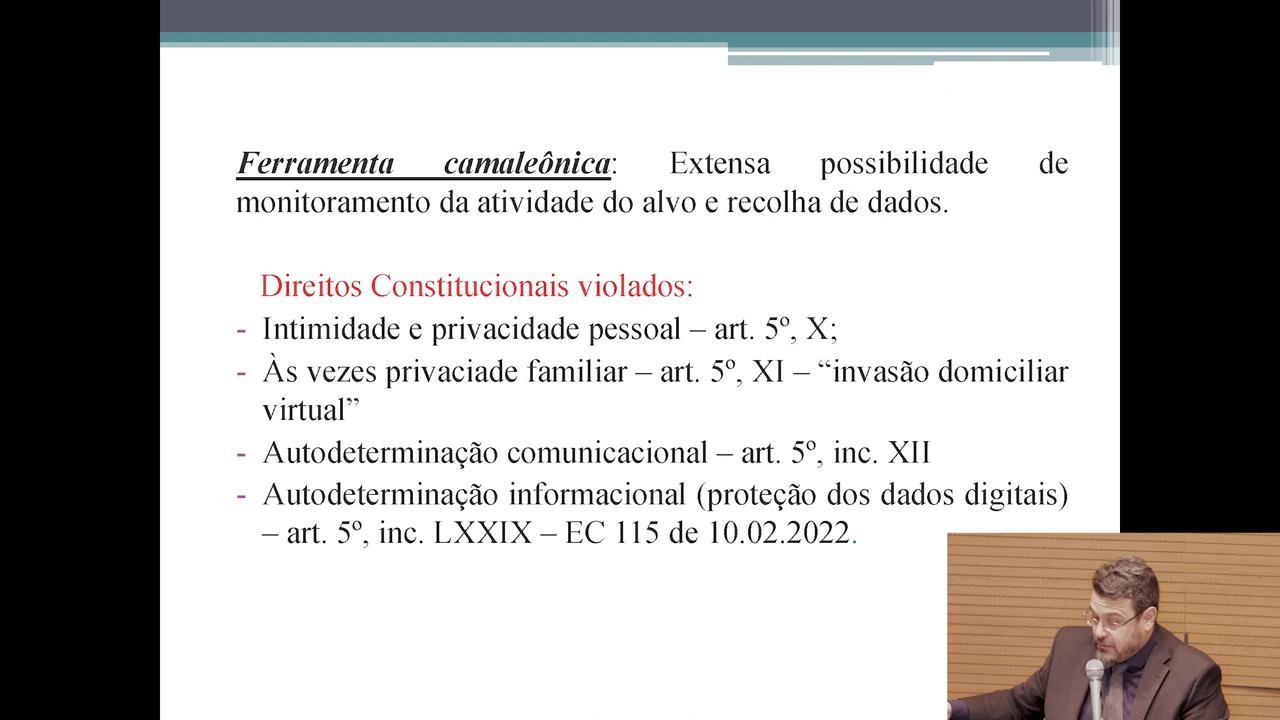 Ferramenta camaleônica: Extensa possibilidade de
monitoramento da atividade do alvo e recolha de dados.
Direitos Constitucionais violados:
- Intimidade e privacidade pessoal – art. 5º, X;
- Às vezes privaciade familiar – art. 5º, XI – “invasão domiciliar
virtual”
- Autodeterminação comunicacional – art. 5º, inc. XII
- Autodeterminação informacional (proteção dos dados digitais)
– art. 5º, inc. LXXIX – EC 115 de 10.02.2022.